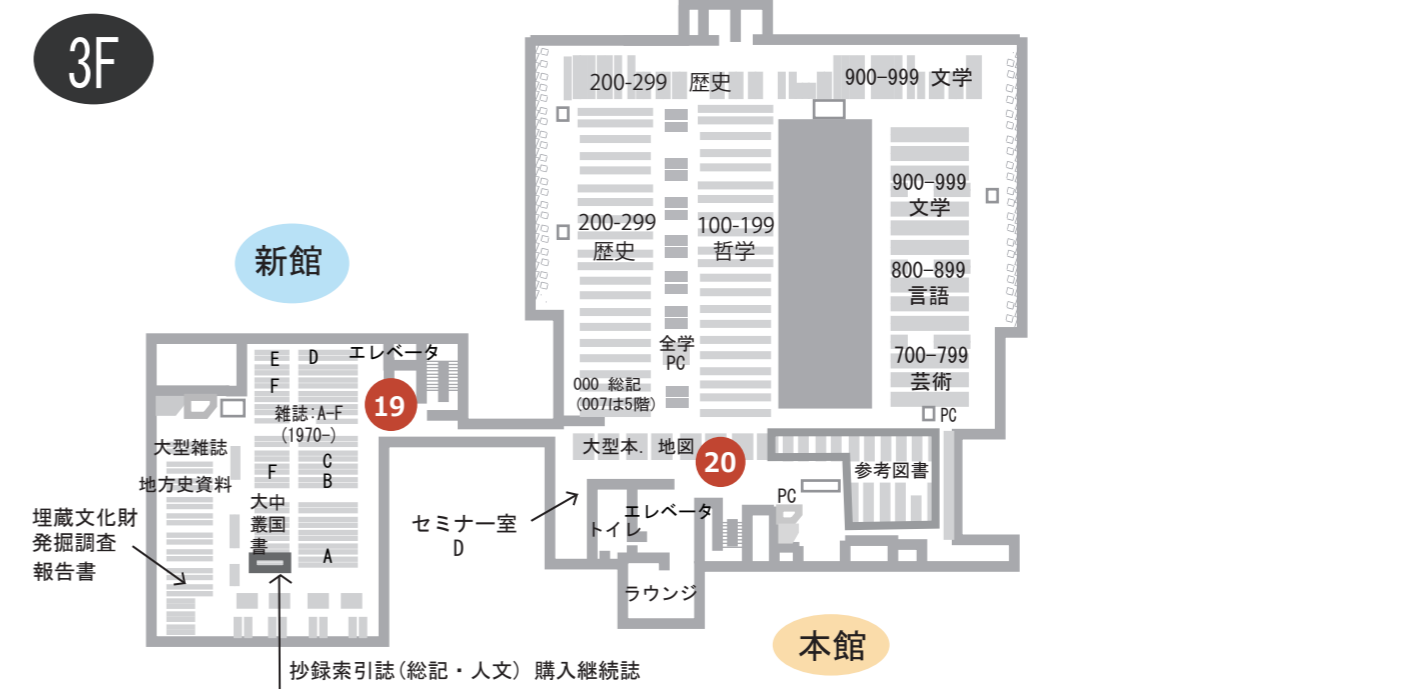 3F
200-299 歴史
900-999 文学
900-999
文学
200-299
歴史
100-199
哲学
新館
800-899
言語
全学
PC
700-799
芸術
E
D
エレベータ
F
000 総記
(007は5階)
19
雑誌:A-F
(1970-)
PC
大型雑誌
大型本. 地図
20
参考図書
F
C
B
地方史資料
PC
大中
叢国
書
埋蔵文化財
発掘調査
報告書
セミナー室
D
エレベータ
トイレ
A
ラウンジ
本館
抄録索引誌(総記・人文) 購入継続誌